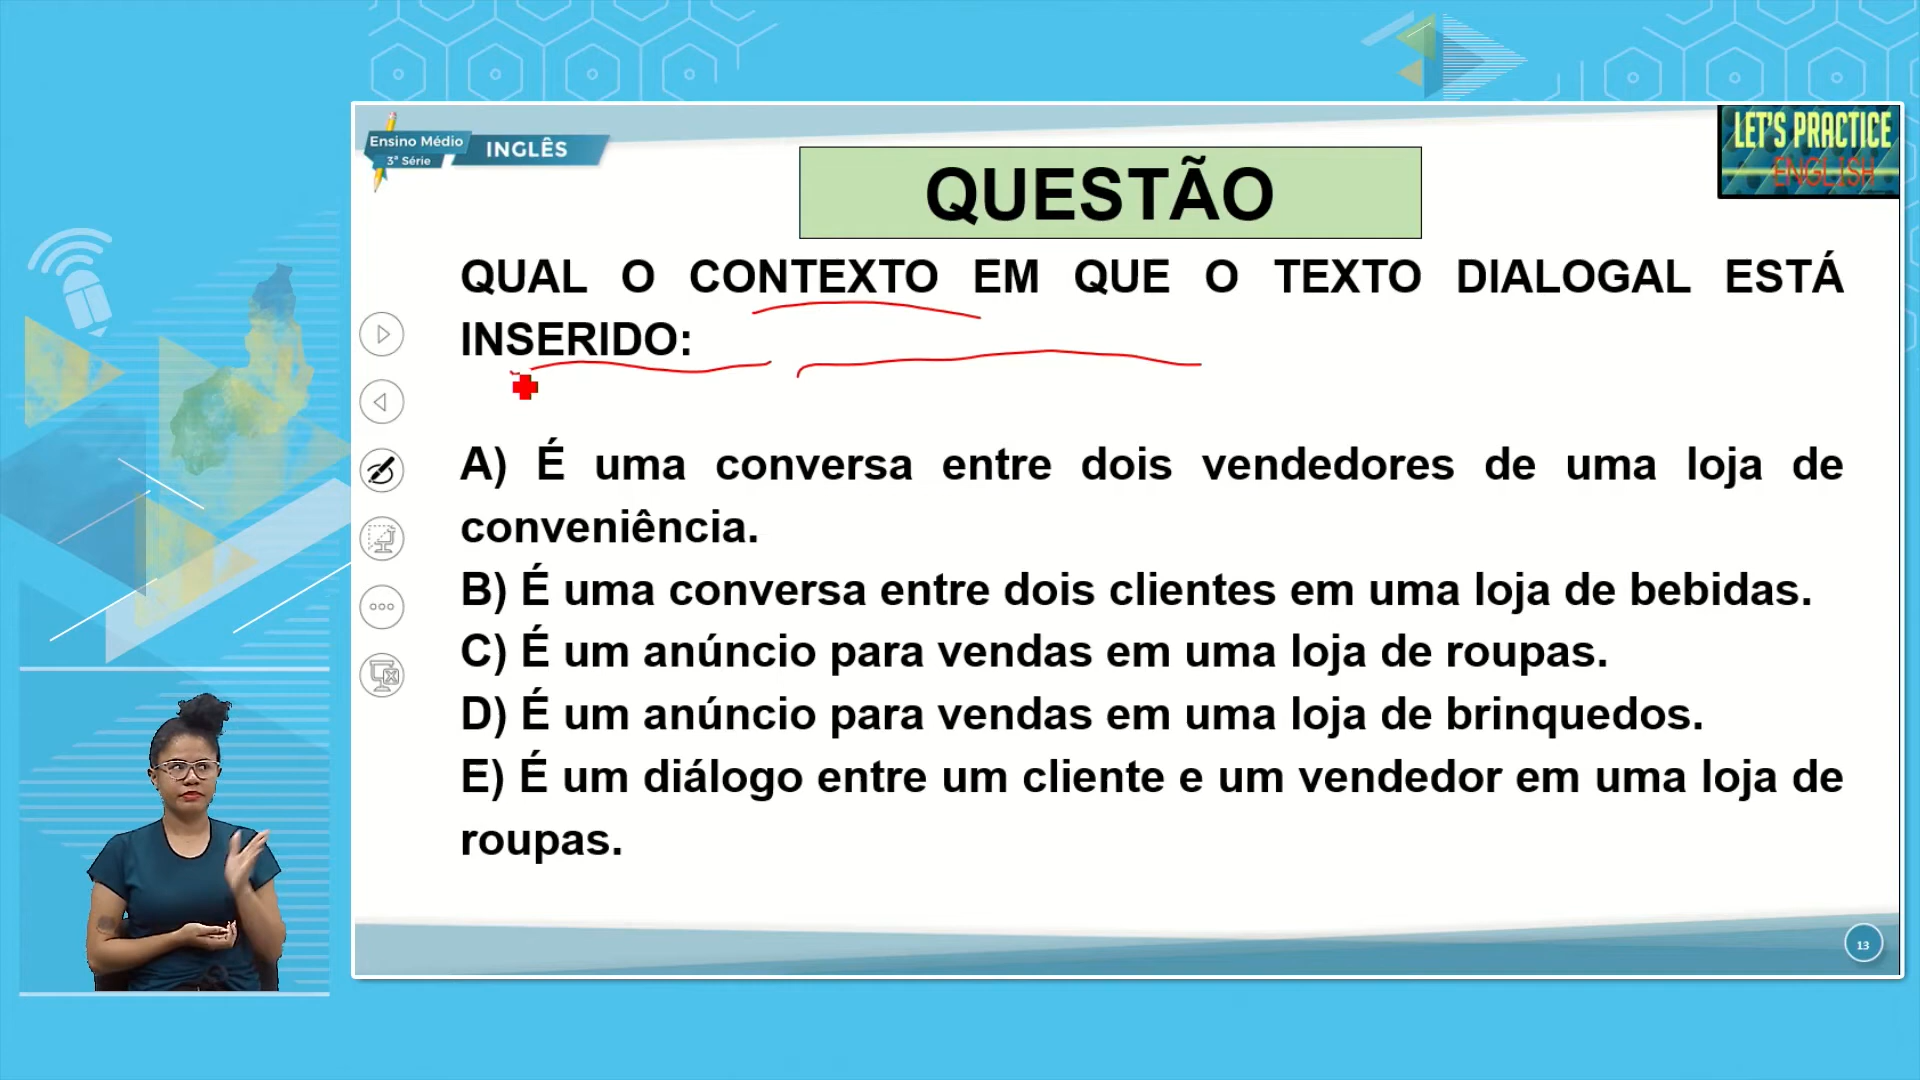 Ensino Médio
3ª Série
INGLÊS
LET'S PRACTICE
ENGLISH
QUESTÃO
QUAL O CONTEXTO EM QUE O TEXTO DIALOGAL ESTÁ
INSERIDO:
A) É uma conversa entre dois vendedores de uma loja de
conveniência.
B) É uma conversa entre dois clientes em uma loja de bebidas.
C) É um anúncio para vendas em uma loja de roupas.
D) É um anúncio para vendas em uma loja de brinquedos.
E) É um diálogo entre um cliente e um vendedor em uma loja de
roupas.
13